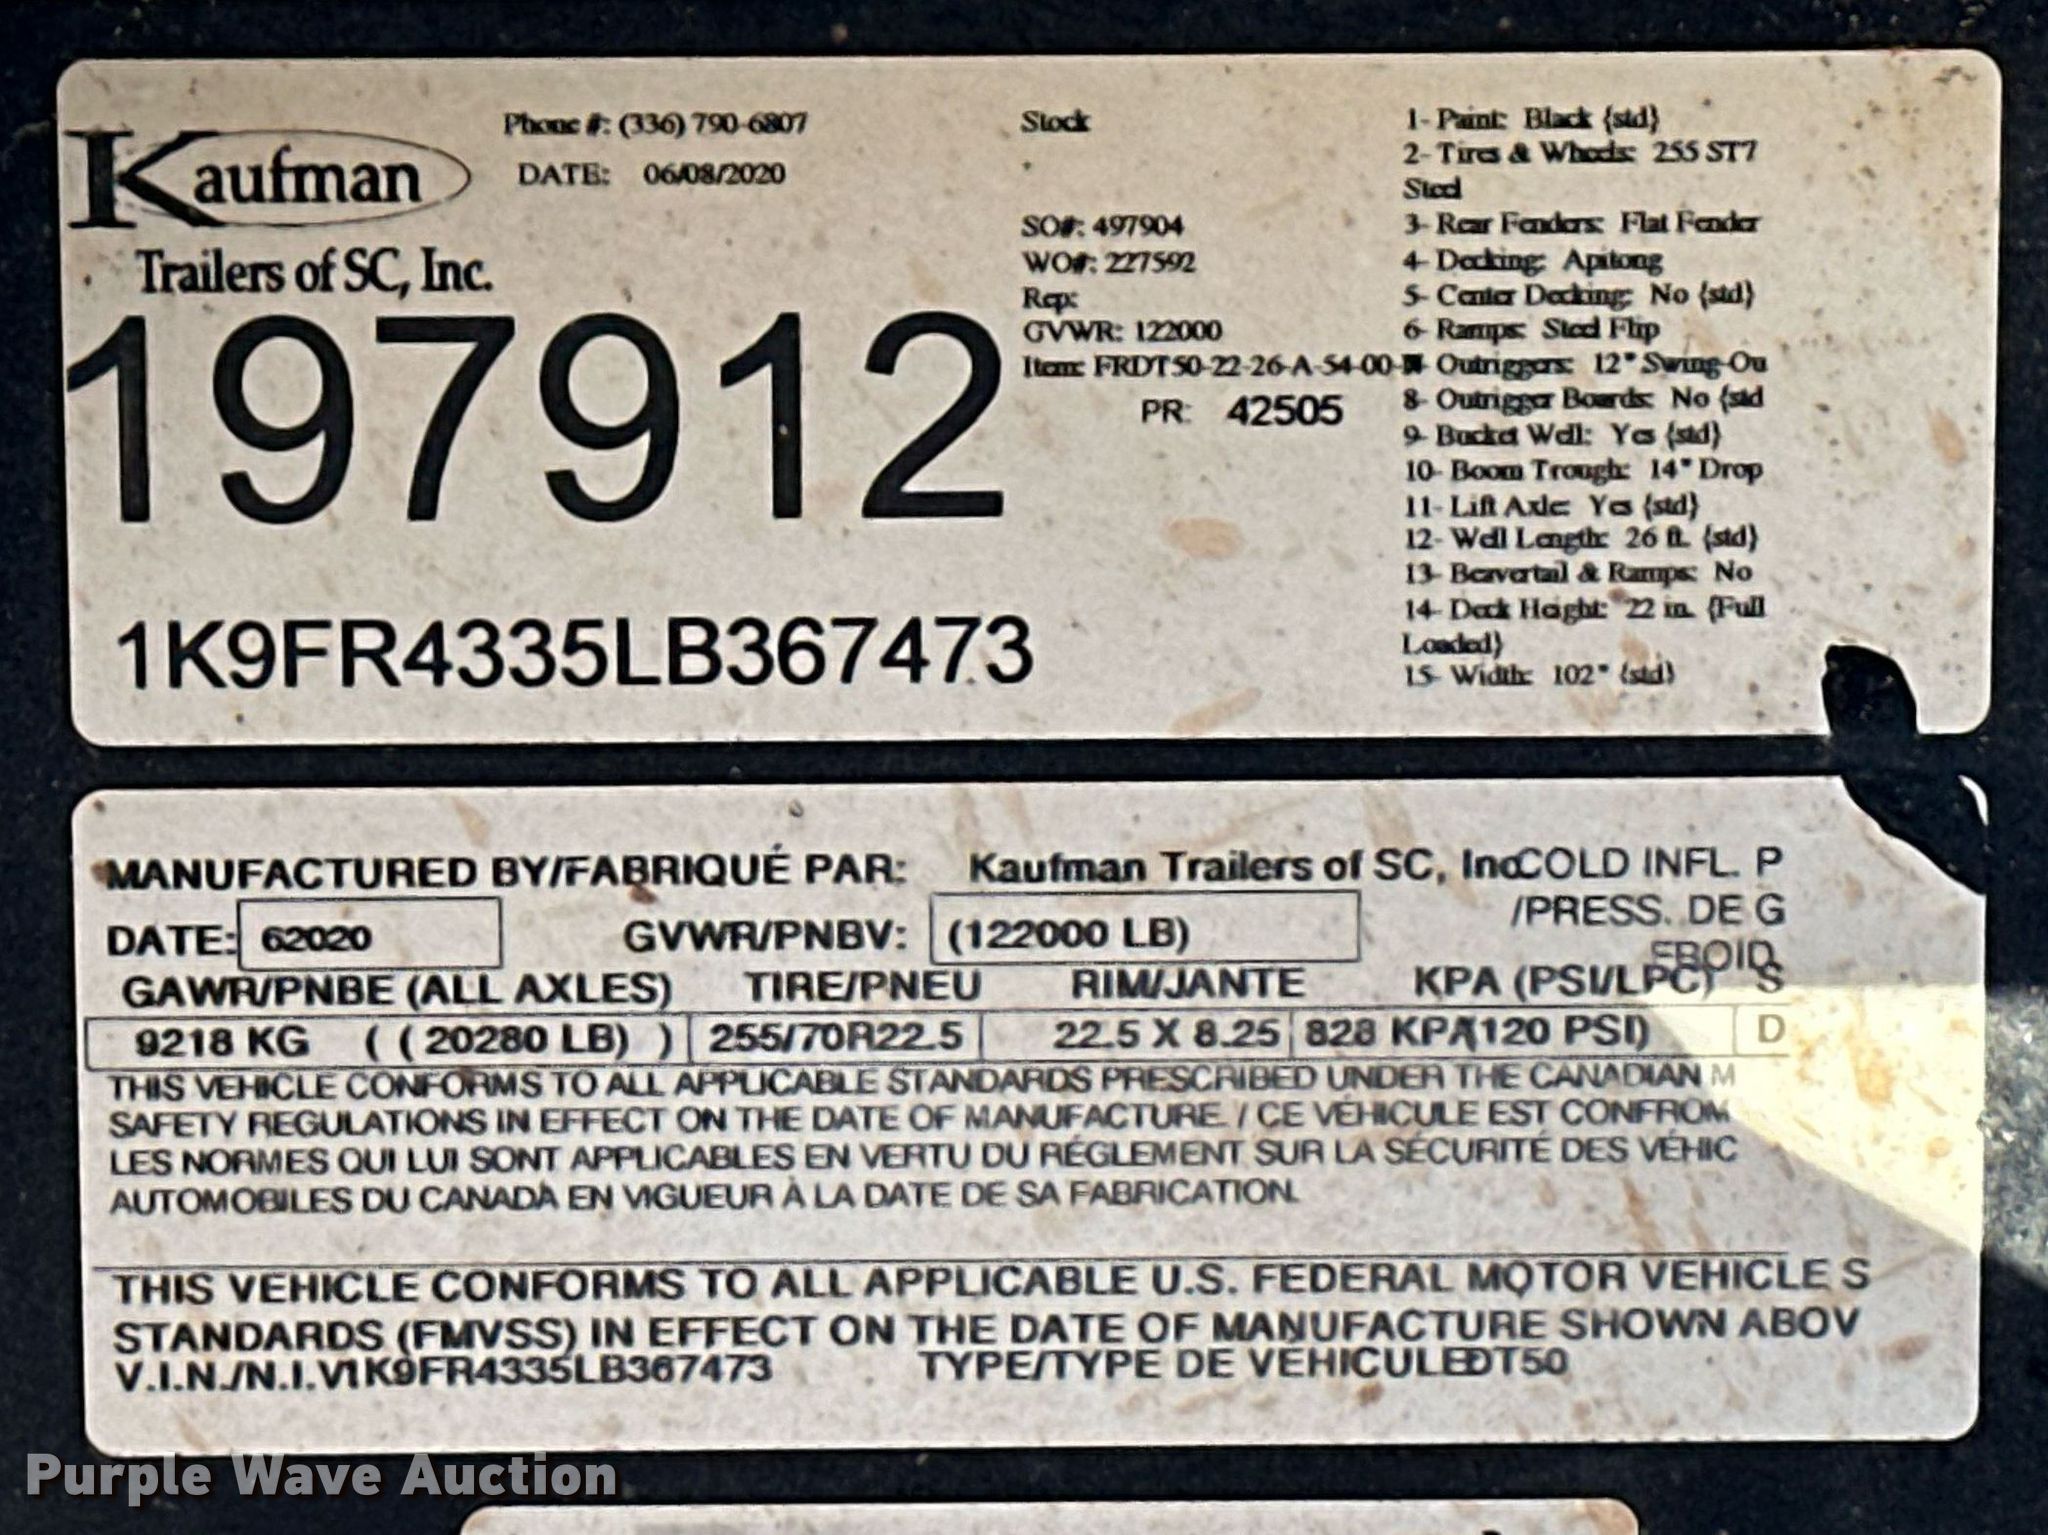 Kaufman
Trailers of SC, Inc.
Phone #: (336) 790-6807
DATE: 06/08/2020
197912
1K9FR4335LB367473
Stock
SO#: 497904
WO#: 227592
Rep:
GVWR: 122000
Item: FRDT50-22-26-A-54-00-
PR: 42505
1- Paint: Black {std}
2- Tires & Wheels: 255 ST7
Steel
3- Rear Fenders: Flat Fender
4- Decking: Apitong
5- Center Decking: No {std}
6- Ramps: Steel Flip
Outriggers: 12" Swing-Ou
8- Outrigger Boards: No {std
9- Bucket Well: Yes {std}
10- Boom Trough: 14" Drop
11- Lift Axle: Yes {std}
12- Well Length: 26 ft. {std}
13- Beavertail & Ramps: No
14- Deck Height: 22 in. {Full
Loaded}
15- Width: 102" {std}
MANUFACTURED BY/FABRIQUÉ PAR: Kaufman Trailers of SC, Inc COLD INFL. P
/PRESS. DE G
FROID
DATE: 62020 GVWR/PNBV: (122000 LB)
GAWR/PNBE (ALL AXLES) TIRE/PNEU RIM/JANTE KPA (PSI/LPC) S
9218 KG ( ( 20280 LB) ) 255/70R22.5 22.5 X 8.25 828 KPA(120 PSI) D
THIS VEHICLE CONFORMS TO ALL APPLICABLE STANDARDS PRESCRIBED UNDER THE CANADIAN M
SAFETY REGULATIONS IN EFFECT ON THE DATE OF MANUFACTURE. / CE VÉHICULE EST CONFROM
LES NORMES QUI LUI SONT APPLICABLES EN VERTU DU RÉGLEMENT SUR LA SÉCURITÉ DES VÉHIC
AUTOMOBILES DU CANADA EN VIGUEUR À LA DATE DE SA FABRICATION.
THIS VEHICLE CONFORMS TO ALL APPLICABLE U.S. FEDERAL MOTOR VEHICLE S
STANDARDS (FMVSS) IN EFFECT ON THE DATE OF MANUFACTURE SHOWN ABOV
V.I.N./N.I.V 1K9FR4335LB367473 TYPE/TYPE DE VÉHICULE DT50
Purple Wave Auction